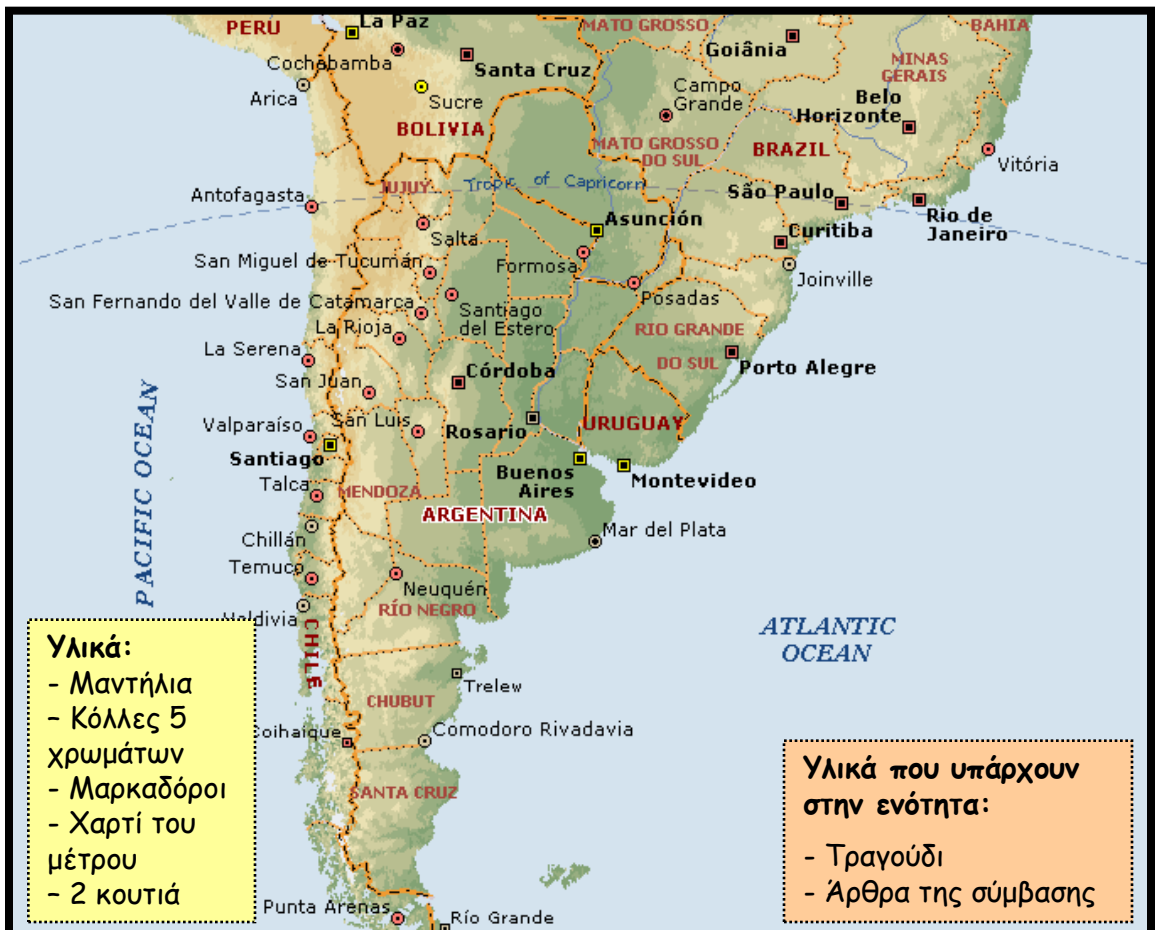 PERÚ
La Paz
MATO GROSSO
BAHIA
Goiânia
Cochabamba
Santa Cruz
MINAS
GERAIS
Arica
Sucre
Campo
Grande
Belo
Horizonte
BOLIVIA
MATO GROSSO
DO SUL
BRAZIL
Vitória
JUJUY
Tropic of Capricorn
Antofagasta
São Paulo
Rio de
Janeiro
Salta
Asunción
Curitiba
San Miguel de Tucumán
Formosa
Joinville
San Fernando del Valle de Catamarca
Santiago
del Estero
Posadas
La Rioja
RIO GRANDE
DO SUL
La Serena
Córdoba
Porto Alegre
San Juan
PACIFIC OCEAN
Valparaíso
San Luis
Rosario
URUGUAY
Santiago
Buenos
Aires
Montevideo
Talca
MENDOZA
ARGENTINA
Chillán
Mar del Plata
Temuco
Neuquén
RÍO NEGRO
Valdivia
CHILE
ATLANTIC
OCEAN
Trelew
CHUBUT
Coihaique
Comodoro Rivadavia
SANTA CRUZ
Punta Arenas
Río Grande
Υλικά:
- Μαντήλια
- Κόλλες 5
χρωμάτων
- Μαρκαδόροι
- Χαρτί του
μέτρου
- 2 κουτιά
Υλικά που υπάρχουν
στην ενότητα:
- Τραγούδι
- Άρθρα της σύμβασης